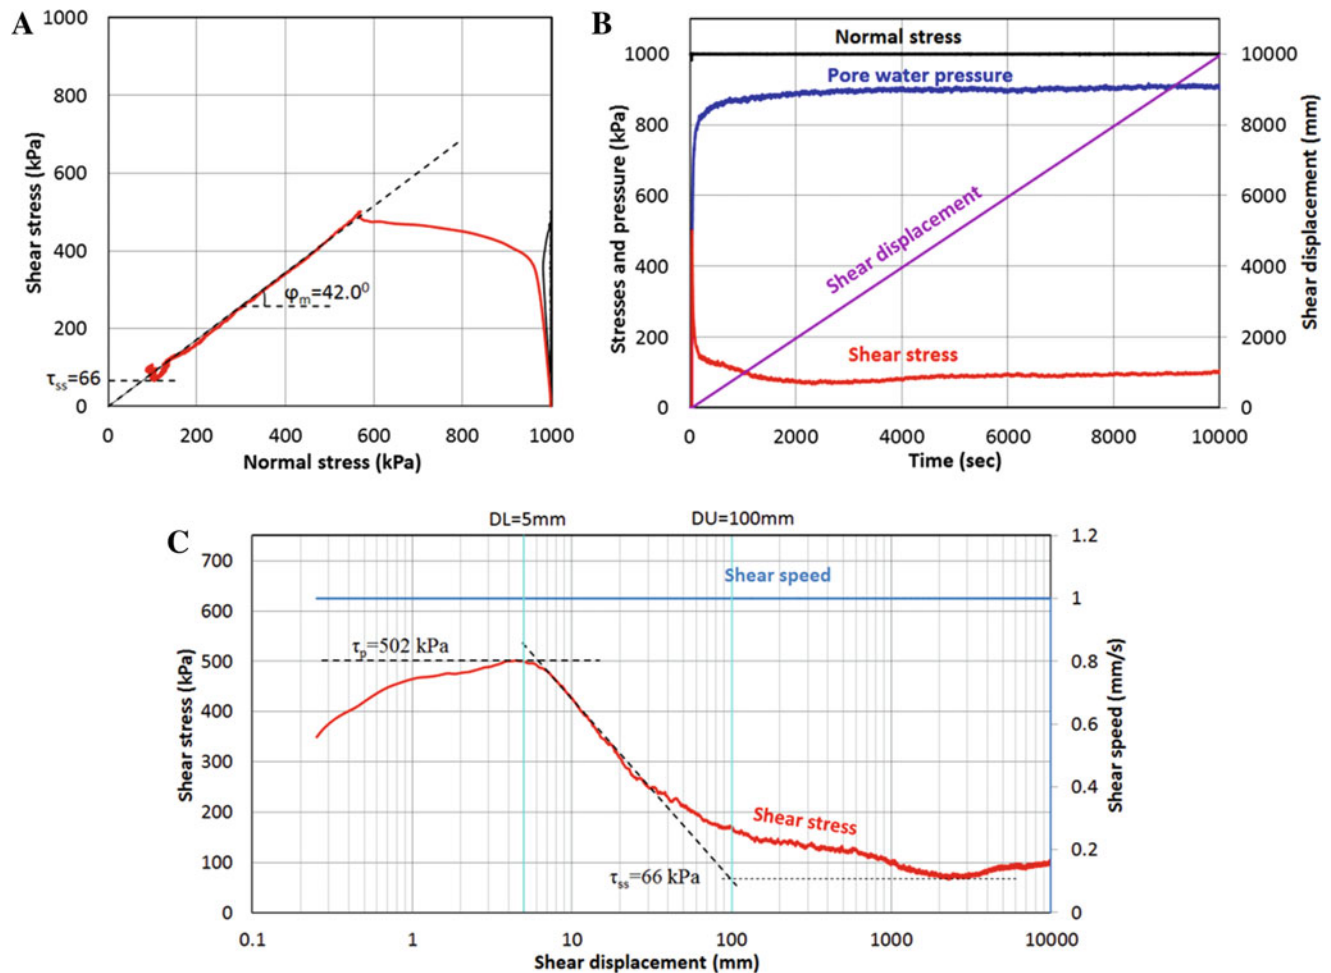 A
1000
800
600
400
200
0
Shear stress (kPa)
φm=42.0⁰
τss=66
0 200 400 600 800 1000
Normal stress (kPa)
B
Normal stress
Pore water pressure
Shear displacement
Shear stress
1000
800
600
400
200
0
Stresses and pressure (kPa)
10000
8000
6000
4000
2000
0
Shear displacement (mm)
0 2000 4000 6000 8000 10000
Time (sec)
C
DL=5mm DU=100mm
Shear speed
τp=502 kPa
Shear stress
τss=66 kPa
700
600
500
400
300
200
100
0
Shear stress (kPa)
1.2
1
0.8
0.6
0.4
0.2
0
Shear speed (mm/s)
0.1 1 10 100 1000 10000
Shear displacement (mm)